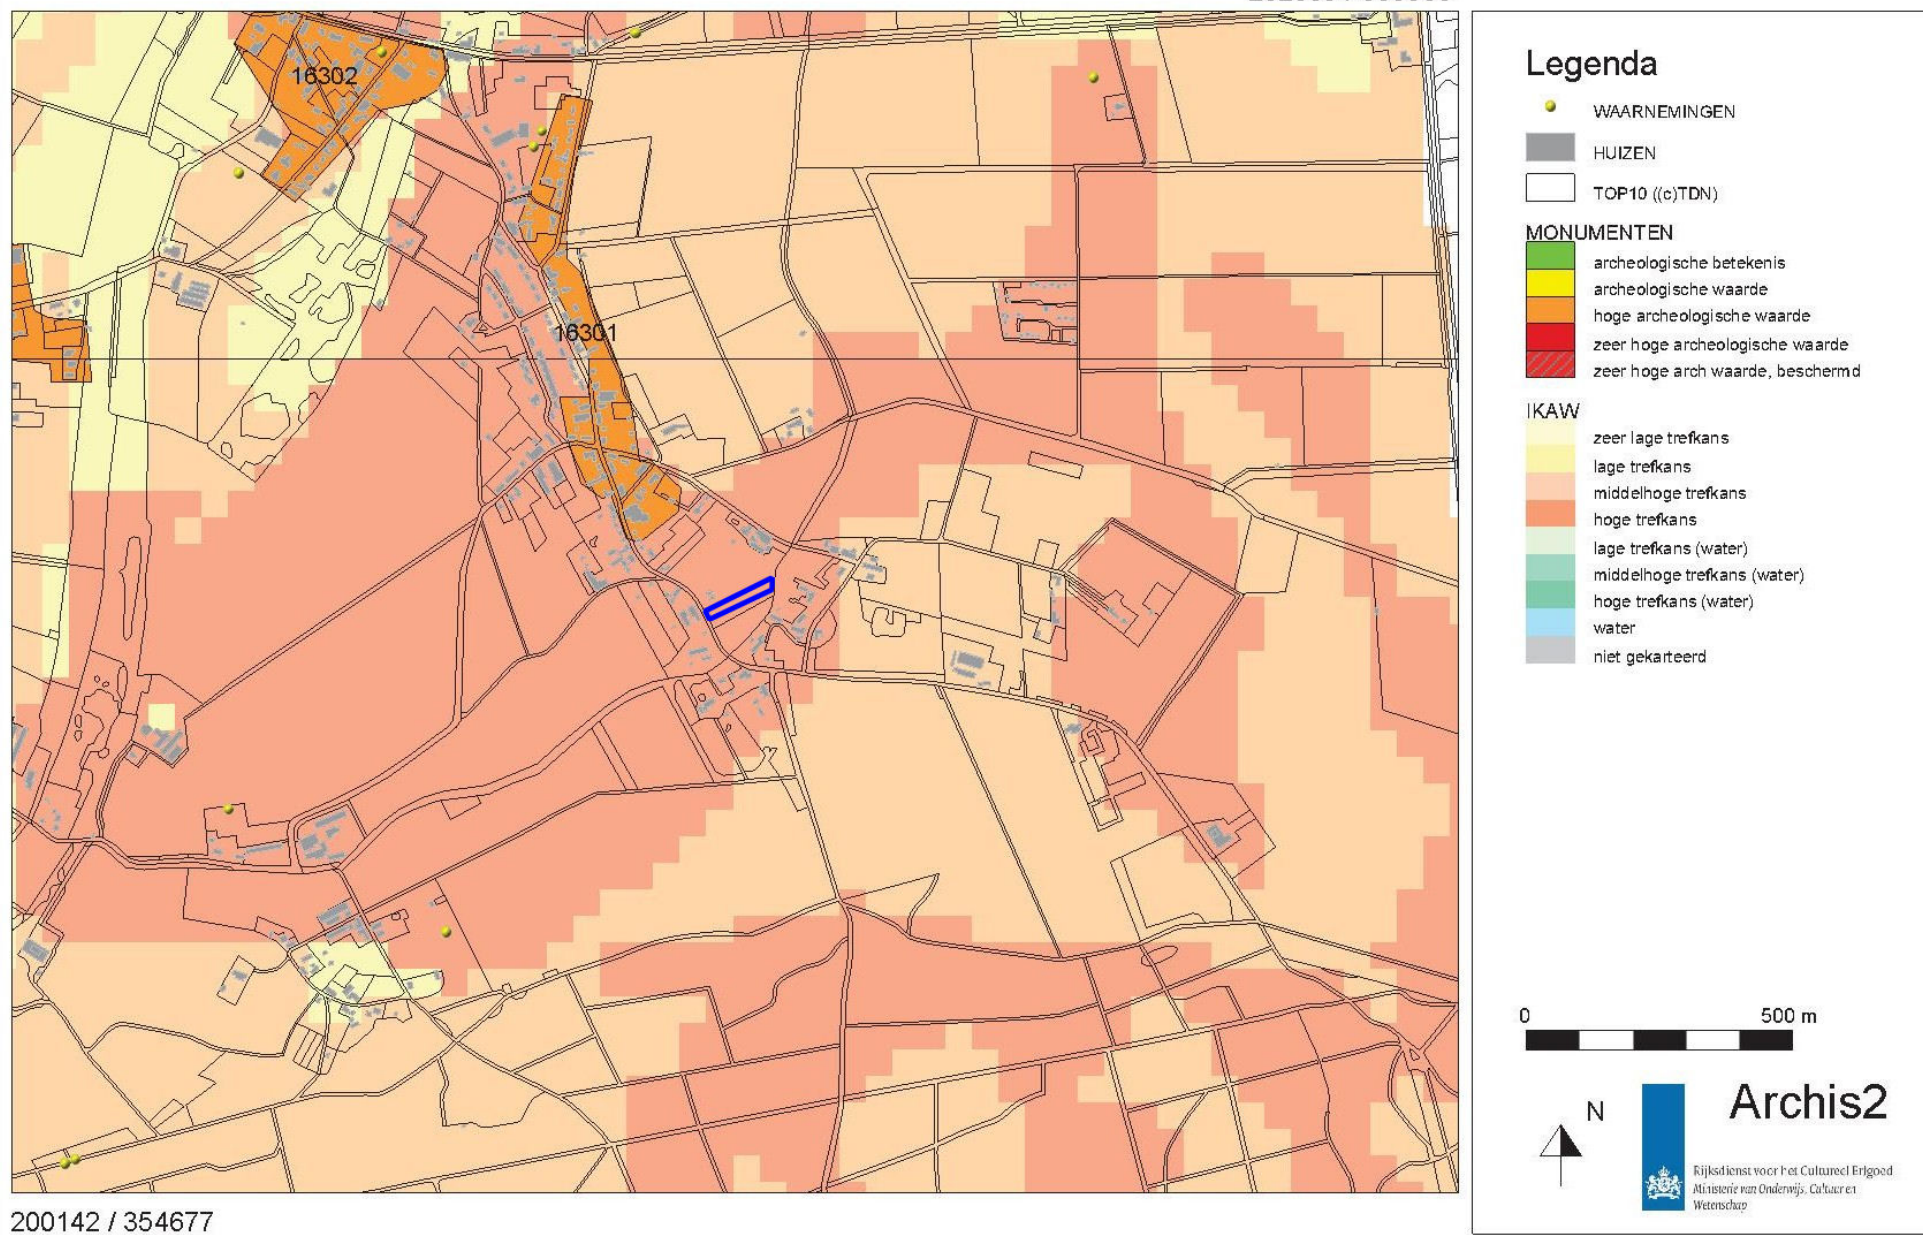 16302
16301
200142 / 354677
Legenda
WAARNEMINGEN
HUIZEN
TOP10 ((c)TDN)
MONUMENTEN
archeologische betekenis
archeologische waarde
hoge archeologische waarde
zeer hoge archeologische waarde
zeer hoge arch waarde, beschermd
IKAW
zeer lage trefkans
lage trefkans
middelhoge trefkans
hoge trefkans
lage trefkans (water)
middelhoge trefkans (water)
hoge trefkans (water)
water
niet gekarteerd
0 500 m
N
Archis2
Rijksdienst voor het Cultureel Erfgoed
Ministerie van Onderwijs, Cultuur en
Wetenschap